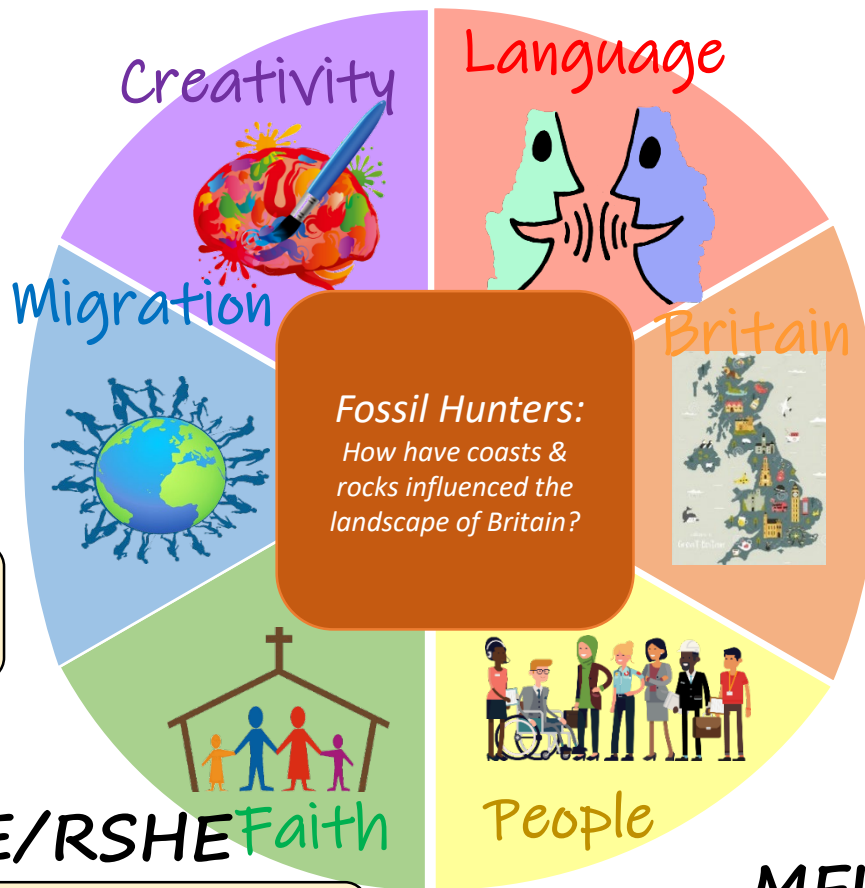 Creativity
Language
Migration
Britain
Fossil Hunters:
How have coasts &
rocks influenced the
landscape of Britain?
E/RSHE
Faith
People